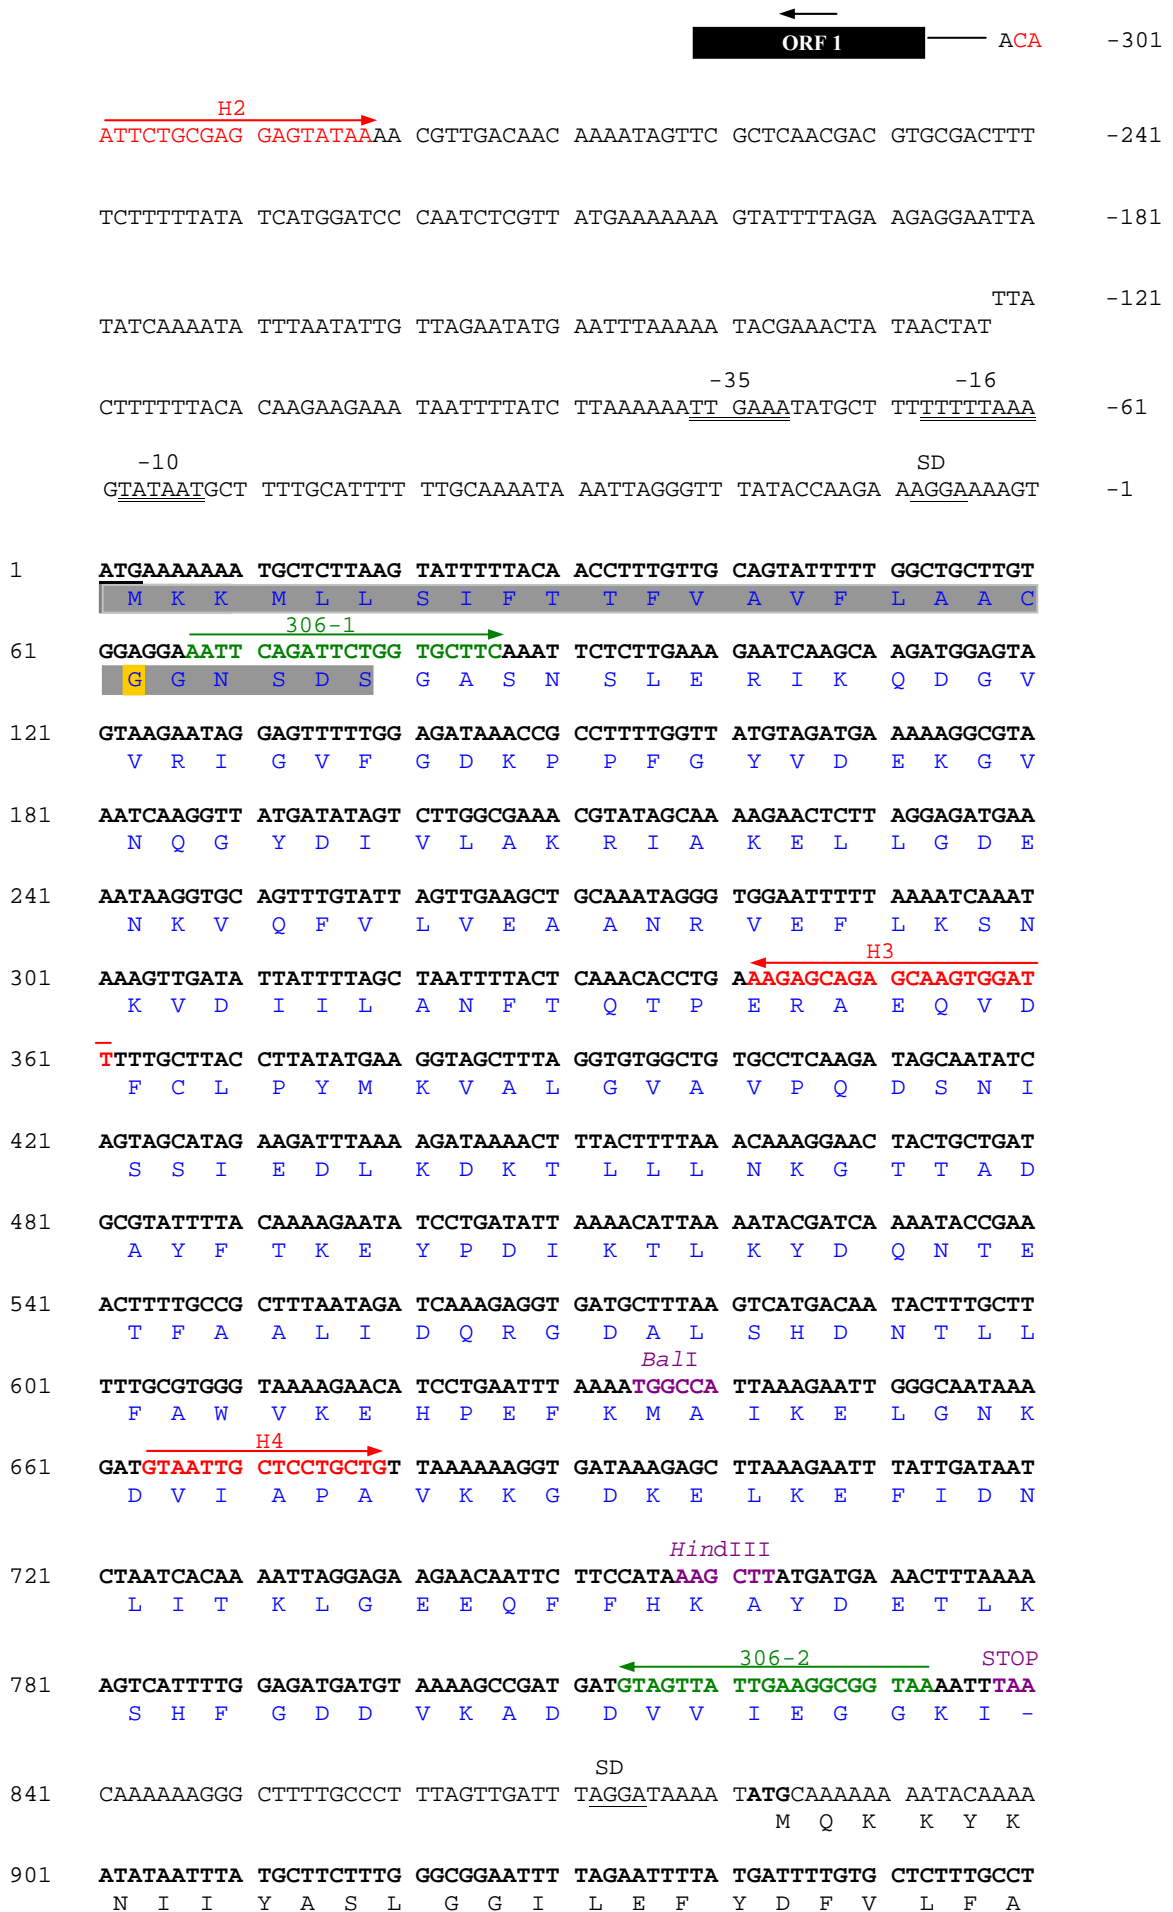 ORF 1 ACA -301
H2
ATTCTGCGAG GAGTATAAAA CGTTGACAAC AAAATAGTTC GCTCAACGAC GTGCGACTTT -241
TCTTTTTATA TCATGGATCC CAATCTCGTT ATGAAAAAAA GTATTTTAGA AGAGGAATTA -181
TTA -121
TATCAAAATA TTTAATATTG TTAGAATATG AATTTAAAAA TACGAAACTA TAACTAT
-35 -16
CTTTTTTACA CAAGAAGAAA TAATTTTATC TTAAAAAATT GAAATATGCT TTTTTTTAAA -61
-10 SD
GTATAATGCT TTTGCATTTT TTGCAAAATA AATTAGGGTT TATACCAAGA AAGGAAAAGT -1
1 ATGAAAAAAA TGCTCTTAAG TATTTTTACA ACCTTTGTTG CAGTATTTTT GGCTGCTTGT
M K K M L L S I F T T F V A V F L A A C
306-1
61 GGAGGAAATT CAGATTCTGG TGCTTCAAAT TCTCTTGAAA GAATCAAGCA AGATGGAGTA
G G N S D S G A S N S L E R I K Q D G V
121 GTAAGAATAG GAGTTTTTGG AGATAAACCG CCTTTTGGTT ATGTAGATGA AAAAGGCGTA
V R I G V F G D K P P F G Y V D E K G V
181 AATCAAGGTT ATGATATAGT CTTGGCGAAA CGTATAGCAA AAGAACTCTT AGGAGATGAA
N Q G Y D I V L A K R I A K E L L G D E
241 AATAAGGTGC AGTTTGTATT AGTTGAAGCT GCAAATAGGG TGGAATTTTT AAAATCAAAT
N K V Q F V L V E A A N R V E F L K S N
H3
301 AAAGTTGATA TTATTTTAGC TAATTTTACT CAAACACCTG AAAGAGCAGA GCAAGTGGAT
K V D I I L A N F T Q T P E R A E Q V D
361 TTTTGCTTAC CTTATATGAA GGTAGCTTTA GGTGTGGCTG TGCCTCAAGA TAGCAATATC
F C L P Y M K V A L G V A V P Q D S N I
421 AGTAGCATAG AAGATTTAAA AGATAAAACT TTACTTTTAA ACAAAGGAAC TACTGCTGAT
S S I E D L K D K T L L L N K G T T A D
481 GCGTATTTTA CAAAAGAATA TCCTGATATT AAAACATTAA AATACGATCA AAATACCGAA
A Y F T K E Y P D I K T L K Y D Q N T E
541 ACTTTTGCCG CTTTAATAGA TCAAAGAGGT GATGCTTTAA GTCATGACAA TACTTTGCTT
T F A A L I D Q R G D A L S H D N T L L
BalI
601 TTTGCGTGGG TAAAAGAACA TCCTGAATTT AAAATGGCCA TTAAAGAATT GGGCAATAAA
F A W V K E H P E F K M A I K E L G N K
H4
661 GATGTAATTG CTCCTGCTGT TAAAAAAGGT GATAAAGAGC TTAAAGAATT TATTGATAAT
D V I A P A V K K G D K E L K E F I D N
HindIII
721 CTAATCACAA AATTAGGAGA AGAACAATTC TTCCATAAAG CTTATGATGA AACTTTAAAA
L I T K L G E E Q F F H K A Y D E T L K
306-2 STOP
781 AGTCATTTTG GAGATGATGT AAAAGCCGAT GATGTAGTTA TTGAAGGCGG TAAAATTTAA
S H F G D D V K A D D V V I E G G K I -
SD
841 CAAAAAAGGG CTTTTGCCCT TTAGTTGATT TAGGATAAAA TATGCAAAAA AATACAAAA
M Q K K Y K
901 ATATAATTTA TGCTTCTTTG GGCGGAATTT TAGAATTTTA TGATTTTGTG CTCTTTGCCT
N I I Y A S L G G I L E F Y D F V L F A